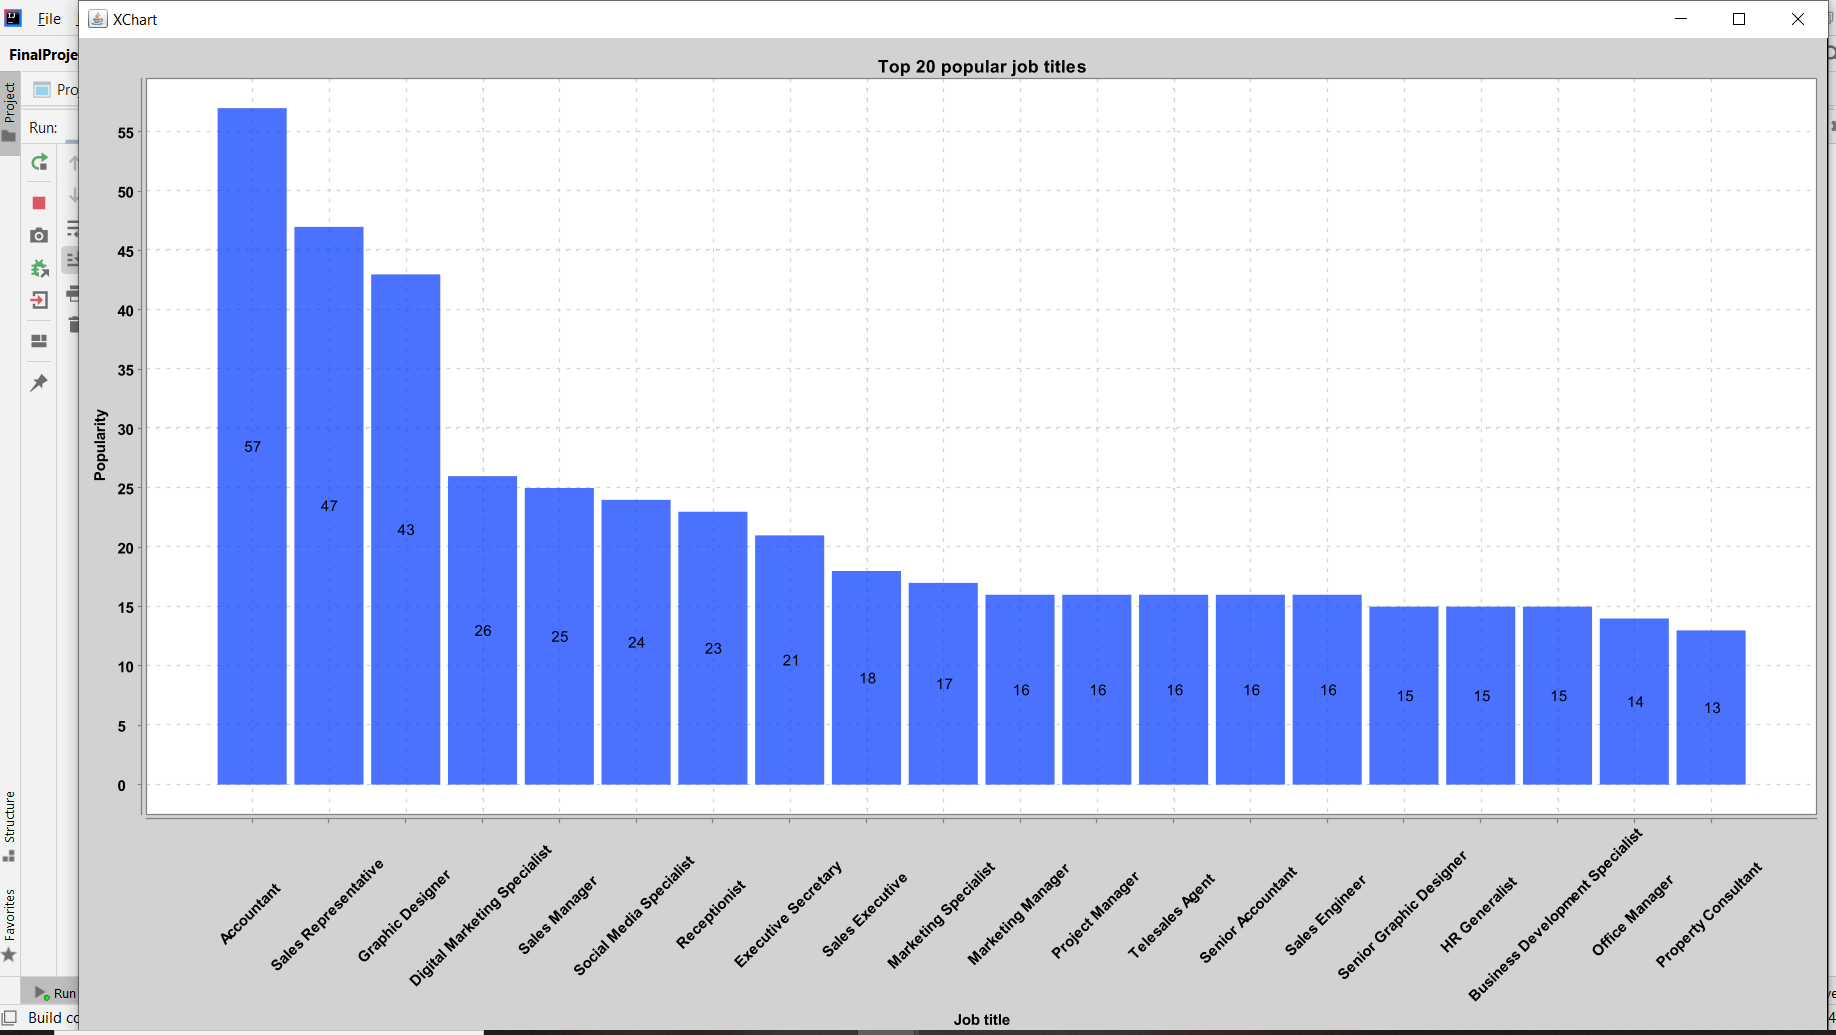 File
XChart
FinalProje
Project
Pro
Run:
Top 20 popular job titles
55
50
45
40
35
30
25
20
15
10
5
0
Popularity
57
47
43
26
25
24
23
21
18
17
16
16
16
16
16
15
15
15
14
13
Accountant
Sales Representative
Graphic Designer
Digital Marketing Specialist
Sales Manager
Social Media Specialist
Receptionist
Executive Secretary
Sales Executive
Marketing Specialist
Marketing Manager
Project Manager
Telesales Agent
Senior Accountant
Sales Engineer
Senior Graphic Designer
HR Generalist
Business Development Specialist
Office Manager
Property Consultant
Job title
Structure
Favorites
Run
Build co